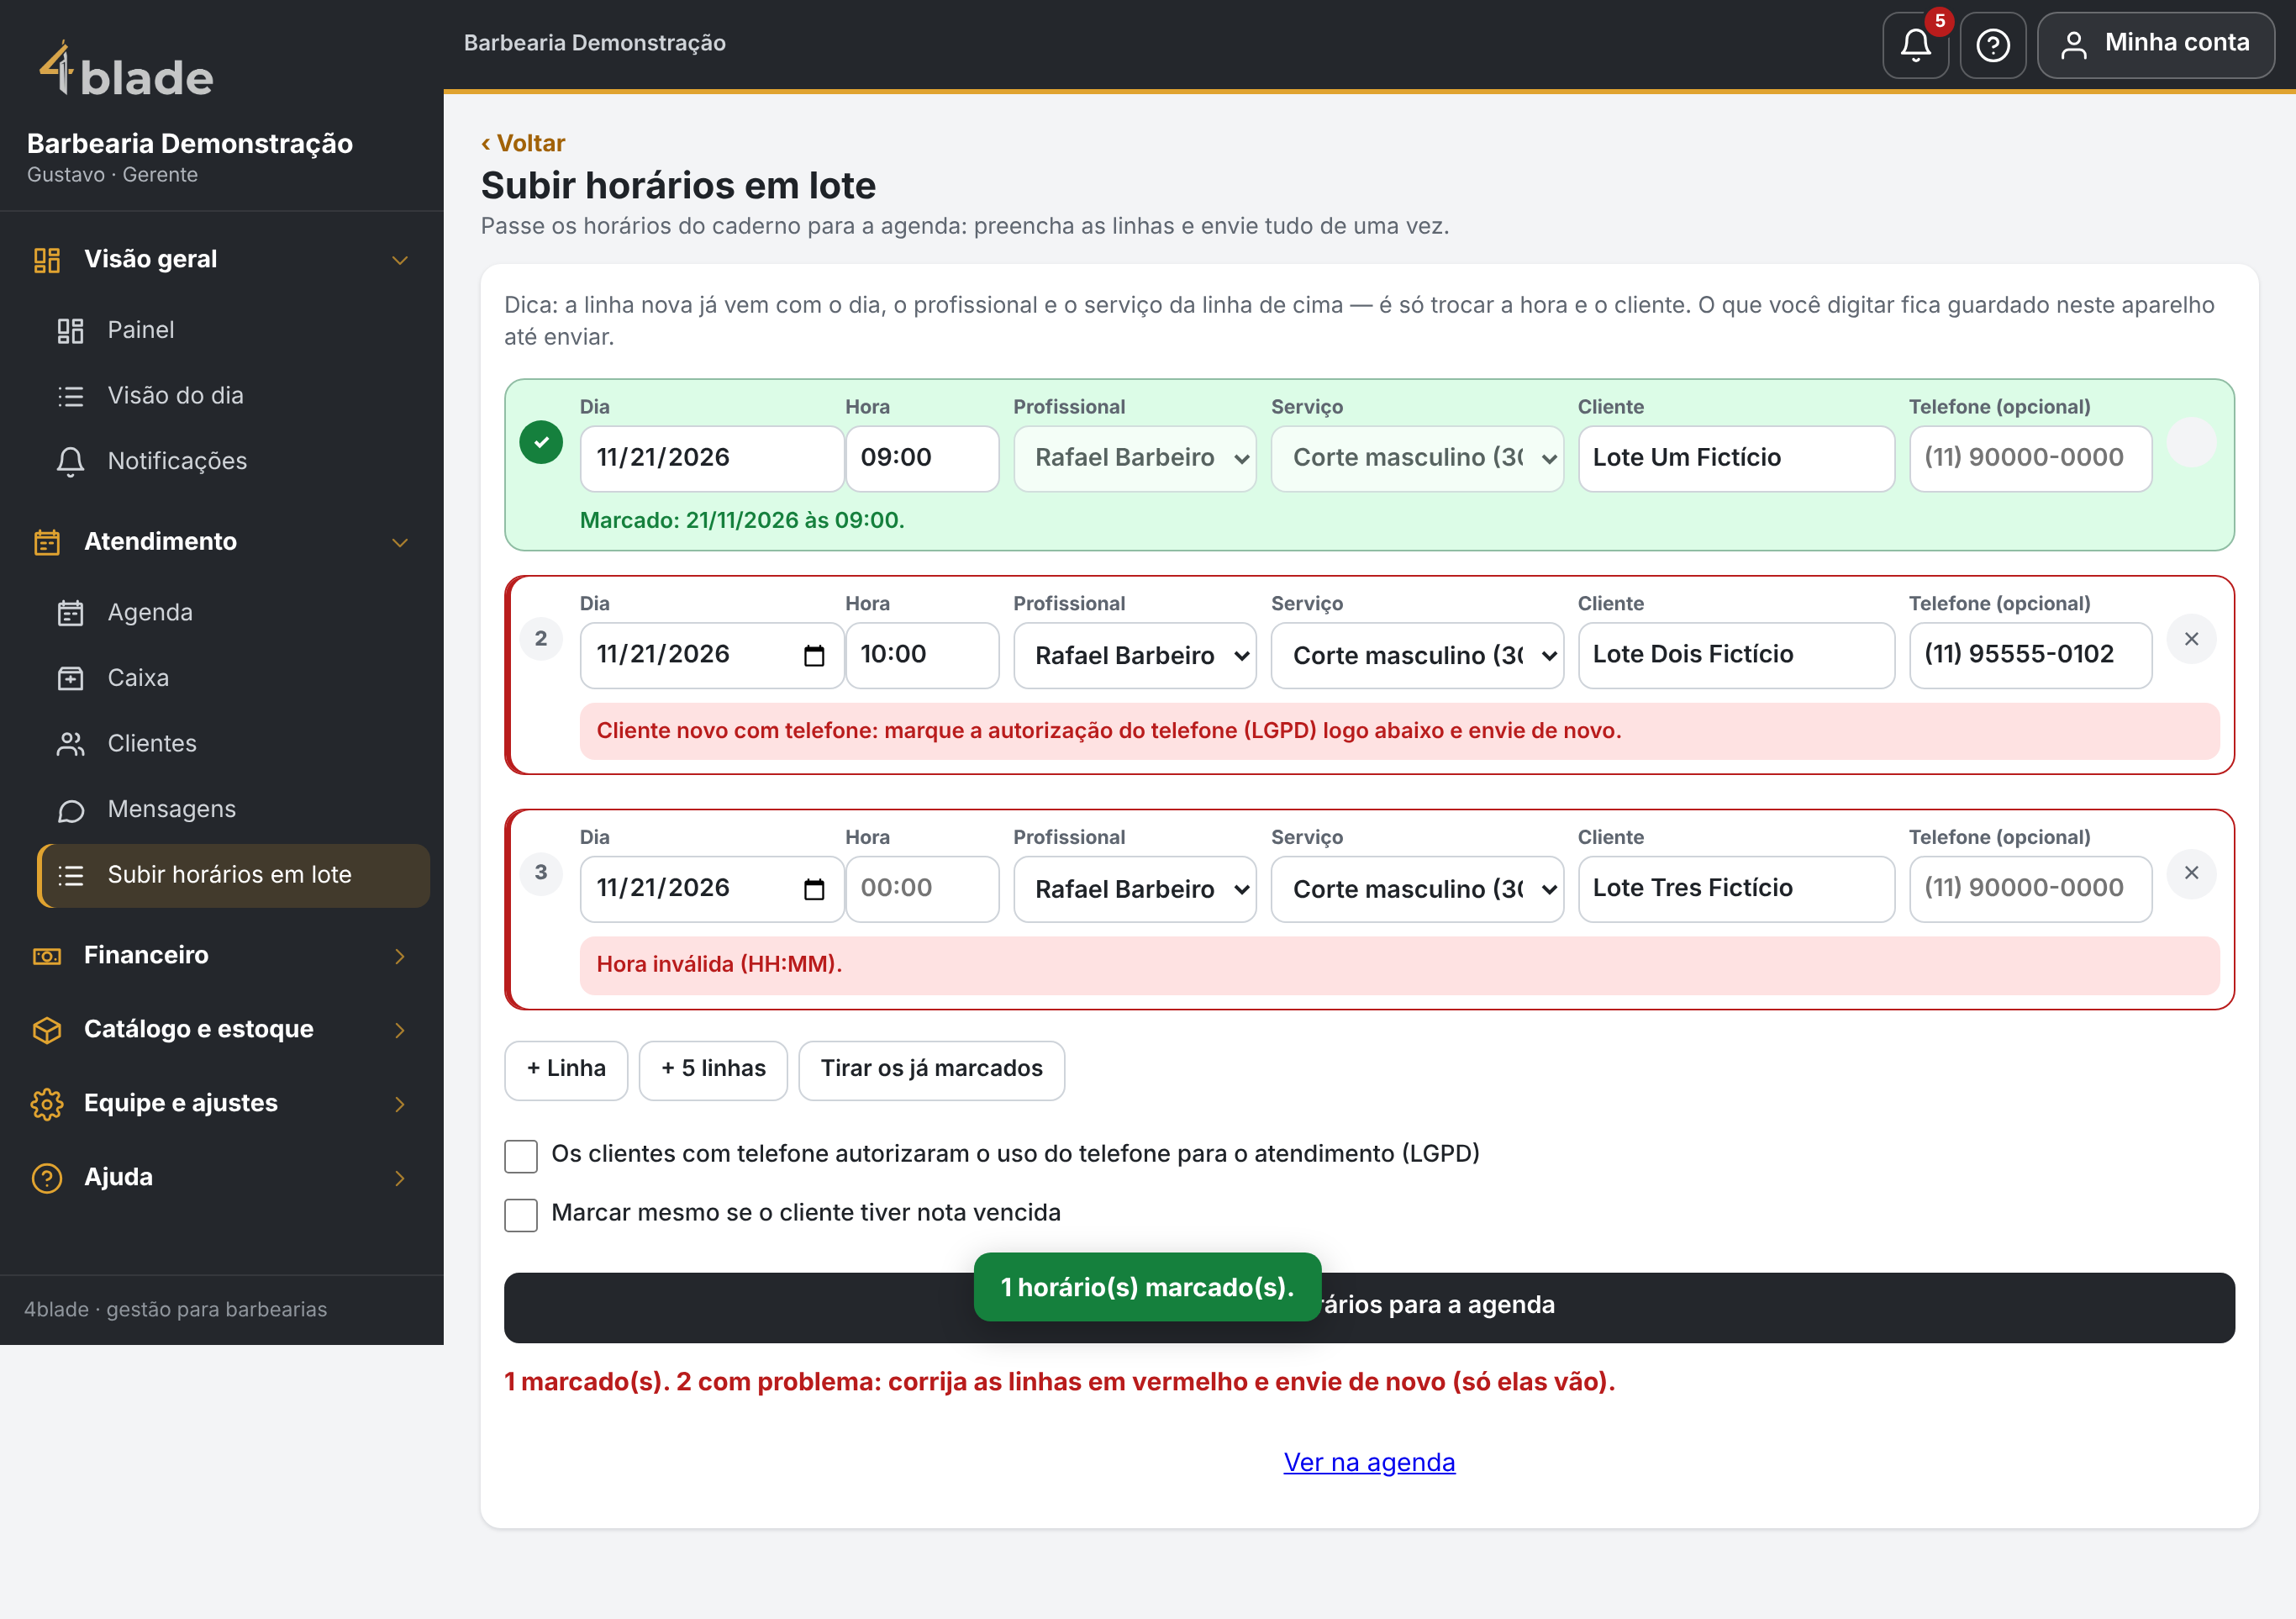 4blade
Barbearia Demonstração
Gustavo · Gerente
Visão geral
Painel
Visão do dia
Notificações
Atendimento
Agenda
Caixa
Clientes
Mensagens
Subir horários em lote
Financeiro
Catálogo e estoque
Equipe e ajustes
Ajuda
4blade · gestão para barbearias
Barbearia Demonstração
5
Minha conta
‹ Voltar
Subir horários em lote
Passe os horários do caderno para a agenda: preencha as linhas e envie tudo de uma vez.
Dica: a linha nova já vem com o dia, o profissional e o serviço da linha de cima — é só trocar a hora e o cliente. O que você digitar fica guardado neste aparelho
até enviar.
Dia Hora Profissional Serviço Cliente Telefone (opcional)
11/21/2026 09:00 Rafael Barbeiro Corte masculino (30 Lote Um Fictício (11) 90000-0000
Marcado: 21/11/2026 às 09:00.
Dia Hora Profissional Serviço Cliente Telefone (opcional)
2 11/21/2026 10:00 Rafael Barbeiro Corte masculino (30 Lote Dois Fictício (11) 95555-0102
Cliente novo com telefone: marque a autorização do telefone (LGPD) logo abaixo e envie de novo.
Dia Hora Profissional Serviço Cliente Telefone (opcional)
3 11/21/2026 00:00 Rafael Barbeiro Corte masculino (30 Lote Tres Fictício (11) 90000-0000
Hora inválida (HH:MM).
+ Linha + 5 linhas Tirar os já marcados
Os clientes com telefone autorizaram o uso do telefone para o atendimento (LGPD)
Marcar mesmo se o cliente tiver nota vencida
1 horário(s) marcado(s).
rários para a agenda
1 marcado(s). 2 com problema: corrija as linhas em vermelho e envie de novo (só elas vão).
Ver na agenda